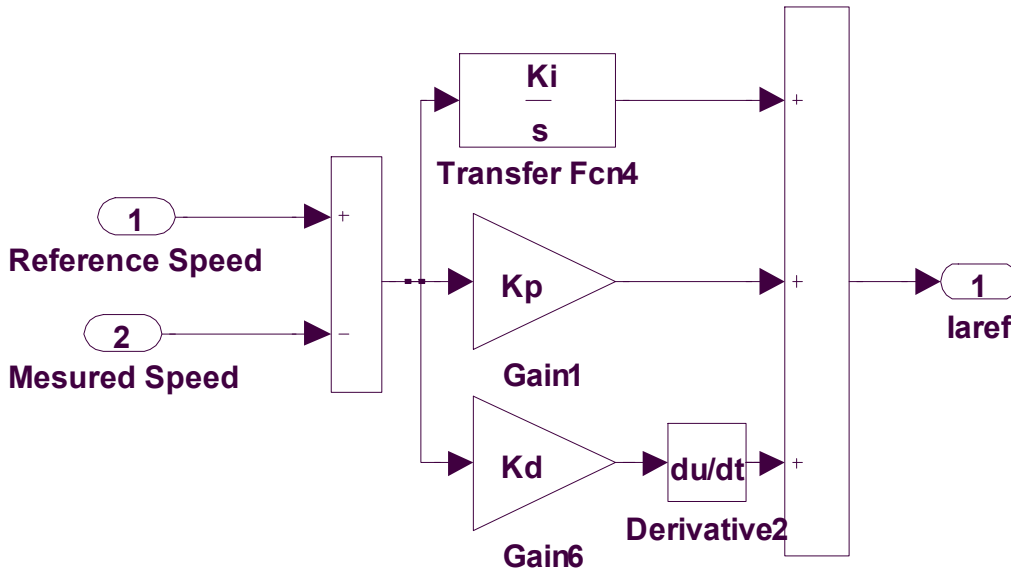 Ki
s
Transfer Fcn4
+
+
1
Reference Speed
Kp
+
1
Iaref
2
−
Mesured Speed
Gain1
Kd
du/dt
+
Derivative2
Gain6